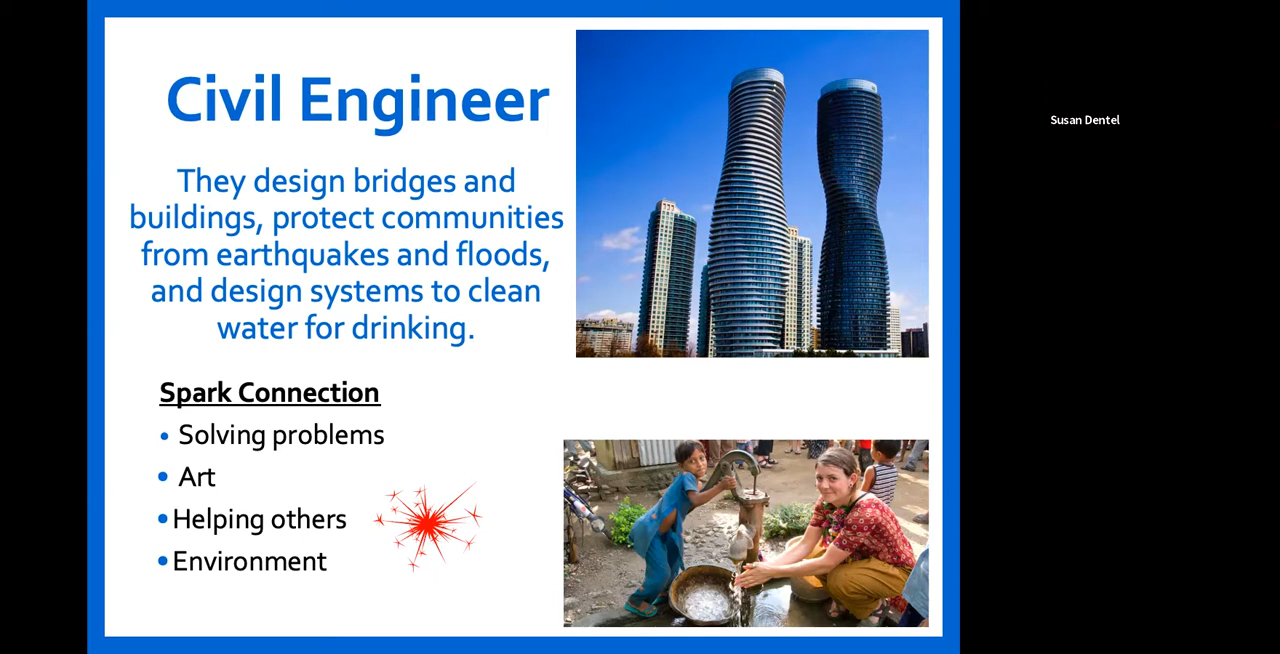 Civil Engineer
They design bridges and
buildings, protect communities
from earthquakes and floods,
and design systems to clean
water for drinking.
Spark Connection
• Solving problems
• Art
• Helping others
• Environment
Susan Dentel